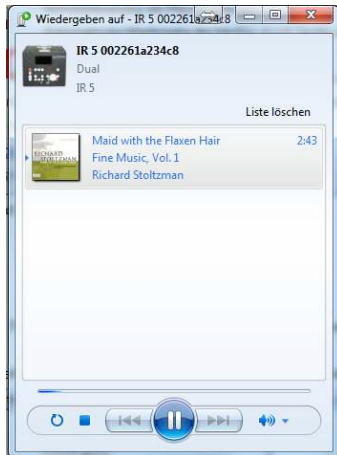 Wiedergeben auf - IR 5 002261a234c8
IR 5 002261a234c8
Dual
IR 5
Liste löschen
RICHARD
STOLTZMAN
Maid with the Flaxen Hair 2:43
Fine Music, Vol. 1
Richard Stoltzman